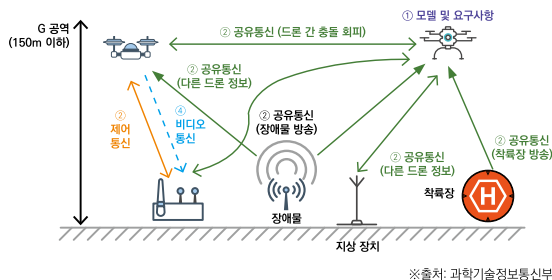 ① 모델 및 요구사항
G 공역
(150m 이하)
② 공유통신 (드론 간 충돌 회피)
② 공유통신
(다른 드론 정보)
② 공유통신
(장애물 방송)
②
제어
통신
④
비디오
통신
② 공유통신
(다른 드론 정보)
② 공유통신
(착륙장 방송)
착륙장
H
장애물
지상 장치
※출처: 과학기술정보통신부